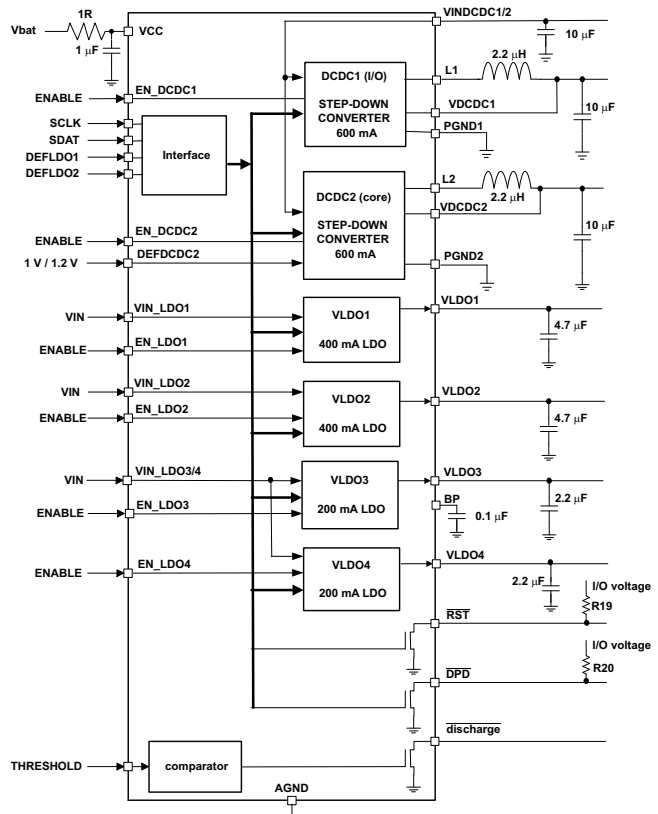 VINDCDC1/2
1R
Vbat
VCC
1 μF
10 μF
2.2 μH
L1
DCDC1 (I/O)
STEP-DOWN
CONVERTER
600 mA
EN_DCDC1
ENABLE
VDCDC1
10 μF
PGND1
SCLK
SDAT
DEFLDO1
DEFLDO2
Interface
L2
2.2 μH
DCDC2 (core)
STEP-DOWN
CONVERTER
600 mA
VDCDC2
10 μF
EN_DCDC2
ENABLE
1 V / 1.2 V
DEFDCDC2
PGND2
VIN
VIN_LDO1
VLDO1
400 mA LDO
VLDO1
4.7 μF
ENABLE
EN_LDO1
VIN
VIN_LDO2
VLDO2
400 mA LDO
VLDO2
4.7 μF
ENABLE
EN_LDO2
VIN
VIN_LDO3/4
VLDO3
200 mA LDO
VLDO3
BP
0.1 μF
2.2 μF
ENABLE
EN_LDO3
VLDO4
200 mA LDO
VLDO4
2.2 μF
ENABLE
EN_LDO4
I/O voltage
R19
RST
I/O voltage
R20
DPD
discharge
THRESHOLD
comparator
AGND